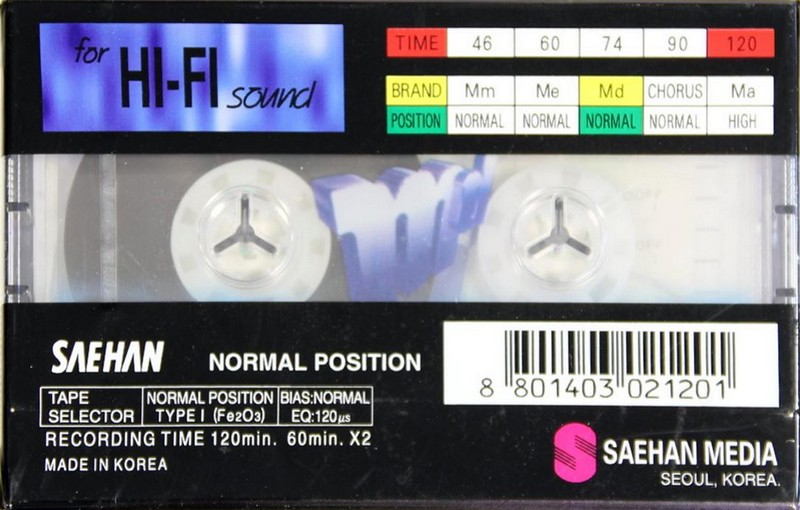 for HI-FI sound
TIME 46 60 74 90 120
BRAND Mm Me Md CHORUS Ma
POSITION NORMAL NORMAL NORMAL NORMAL HIGH
SAEHAN NORMAL POSITION
TAPE SELECTOR
NORMAL POSITION
TYPE I (Fe2O3)
BIAS:NORMAL
EQ:120μs
RECORDING TIME 120min. 60min. X2
MADE IN KOREA
8 801403 021201
SAEHAN MEDIA
SEOUL, KOREA.